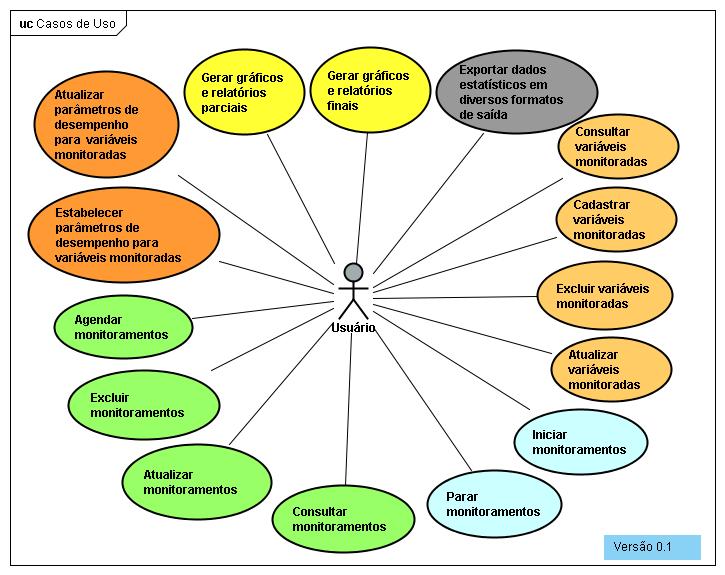 uc Casos de Uso
Atualizar
parâmetros de
desempenho
para variáveis
monitoradas
Gerar gráficos
e relatórios
parciais
Gerar gráficos
e relatórios
finais
Exportar dados
estatísticos em
diversos formatos
de saída
Consultar
variáveis
monitoradas
Estabelecer
parâmetros de
desempenho para
variáveis monitoradas
Cadastrar
variáveis
monitoradas
Excluir variáveis
monitoradas
Usuário
Agendar
monitoramentos
Atualizar
variáveis
monitoradas
Excluir
monitoramentos
Iniciar
monitoramentos
Atualizar
monitoramentos
Parar
monitoramentos
Consultar
monitoramentos
Versão 0.1